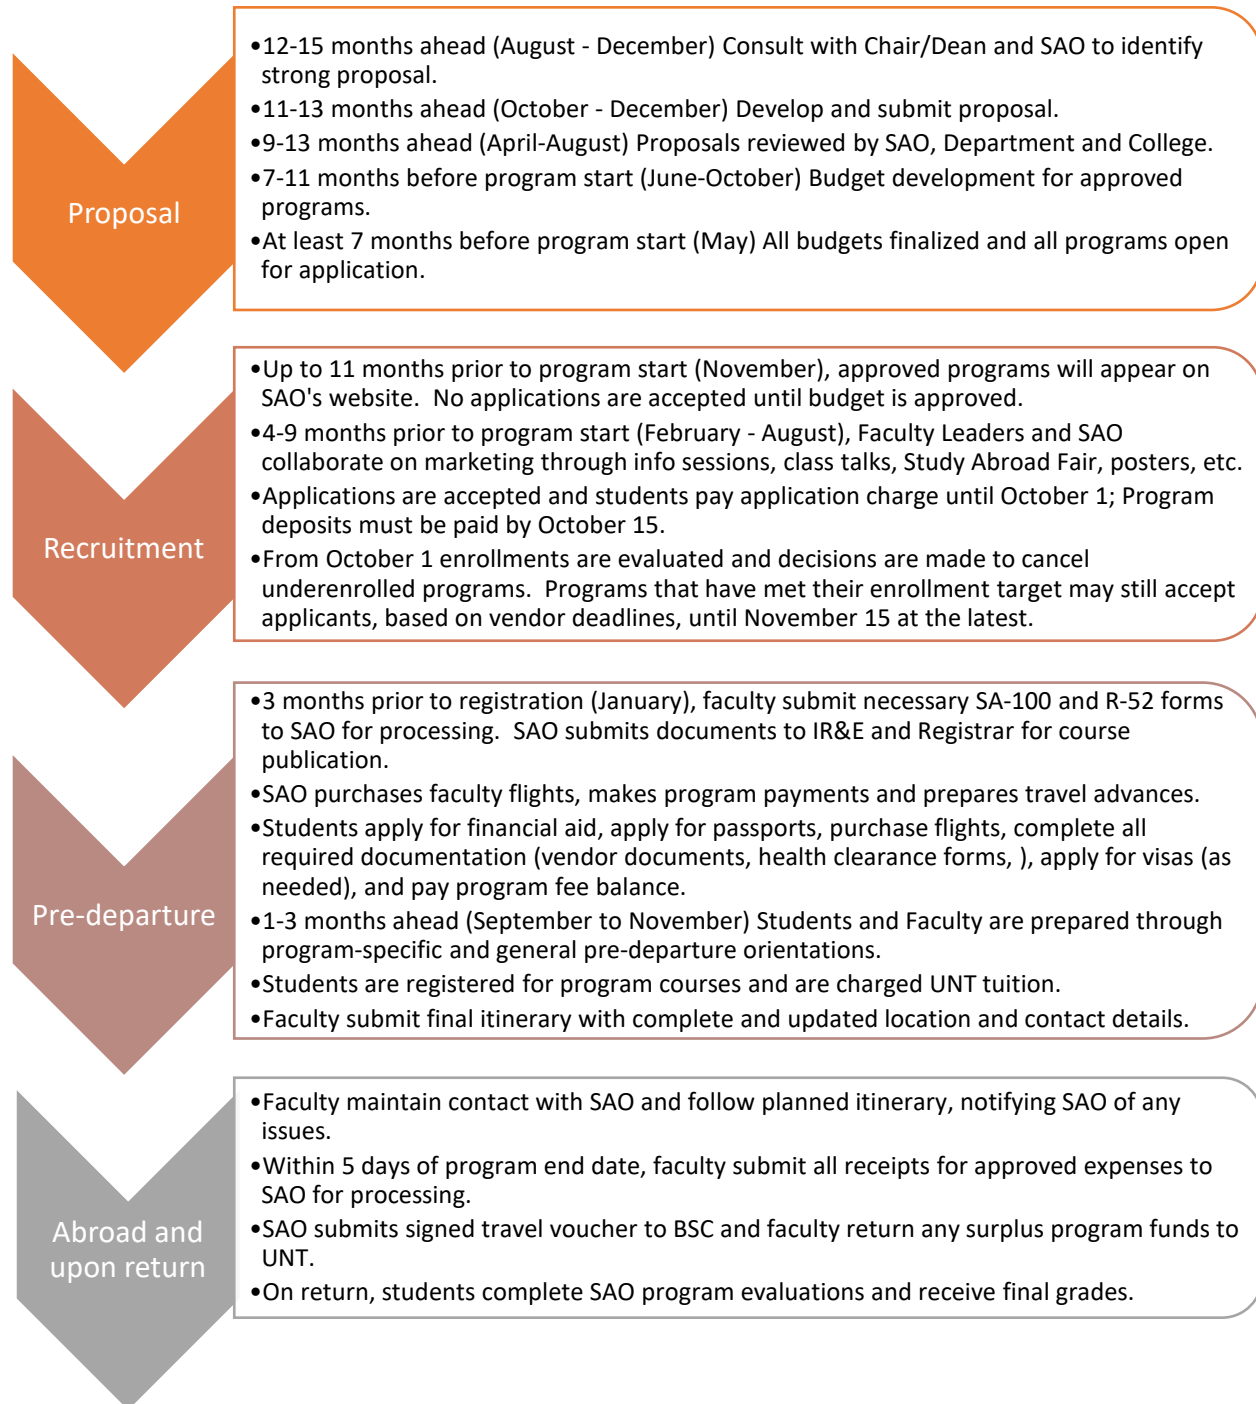 Proposal
•12-15 months ahead (August - December) Consult with Chair/Dean and SAO to identify
strong proposal.
•11-13 months ahead (October - December) Develop and submit proposal.
•9-13 months ahead (April-August) Proposals reviewed by SAO, Department and College.
•7-11 months before program start (June-October) Budget development for approved
programs.
•At least 7 months before program start (May) All budgets finalized and all programs open
for application.
Recruitment
•Up to 11 months prior to program start (November), approved programs will appear on
SAO's website.  No applications are accepted until budget is approved.
•4-9 months prior to program start (February - August), Faculty Leaders and SAO
collaborate on marketing through info sessions, class talks, Study Abroad Fair, posters, etc.
•Applications are accepted and students pay application charge until October 1; Program
deposits must be paid by October 15.
•From October 1 enrollments are evaluated and decisions are made to cancel
underenrolled programs.  Programs that have met their enrollment target may still accept
applicants, based on vendor deadlines, until November 15 at the latest.
Pre-departure
•3 months prior to registration (January), faculty submit necessary SA-100 and R-52 forms
to SAO for processing.  SAO submits documents to IR&E and Registrar for course
publication.
•SAO purchases faculty flights, makes program payments and prepares travel advances.
•Students apply for financial aid, apply for passports, purchase flights, complete all
required documentation (vendor documents, health clearance forms, ), apply for visas (as
needed), and pay program fee balance.
•1-3 months ahead (September to November) Students and Faculty are prepared through
program-specific and general pre-departure orientations.
•Students are registered for program courses and are charged UNT tuition.
•Faculty submit final itinerary with complete and updated location and contact details.
Abroad and
upon return
•Faculty maintain contact with SAO and follow planned itinerary, notifying SAO of any
issues.
•Within 5 days of program end date, faculty submit all receipts for approved expenses to
SAO for processing.
•SAO submits signed travel voucher to BSC and faculty return any surplus program funds to
UNT.
•On return, students complete SAO program evaluations and receive final grades.